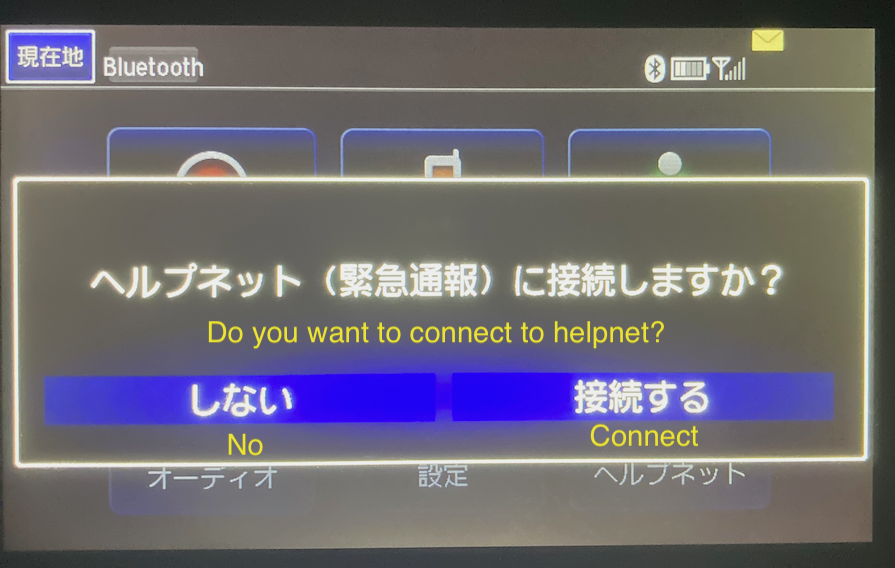 現在地
Bluetooth
ヘルプネット（緊急通報）に接続しますか？
Do you want to connect to helpnet?
しない
接続する
No
Connect
オーディオ
設定
ヘルプネット